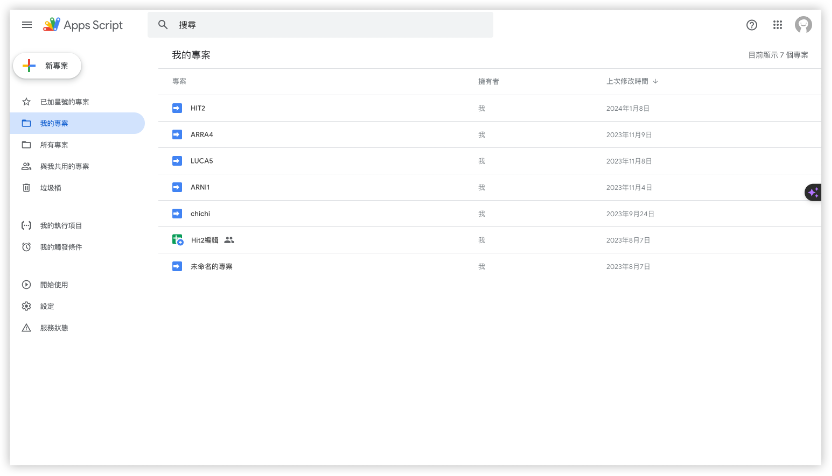 Apps Script
搜尋
新專案
我的專案
目前顯示 7 個專案
專案
擁有者
上次修改時間
已加星號的專案
我的專案
所有專案
與我共用的專案
垃圾桶
我的執行項目
我的觸發條件
開始使用
設定
服務狀態
HIT2
我
2024年1月8日
ARRA4
我
2023年11月9日
LUCA5
我
2023年11月8日
ARNI1
我
2023年11月4日
chichi
我
2023年9月24日
Hit2編輯
我
2023年8月7日
未命名的專案
我
2023年8月7日